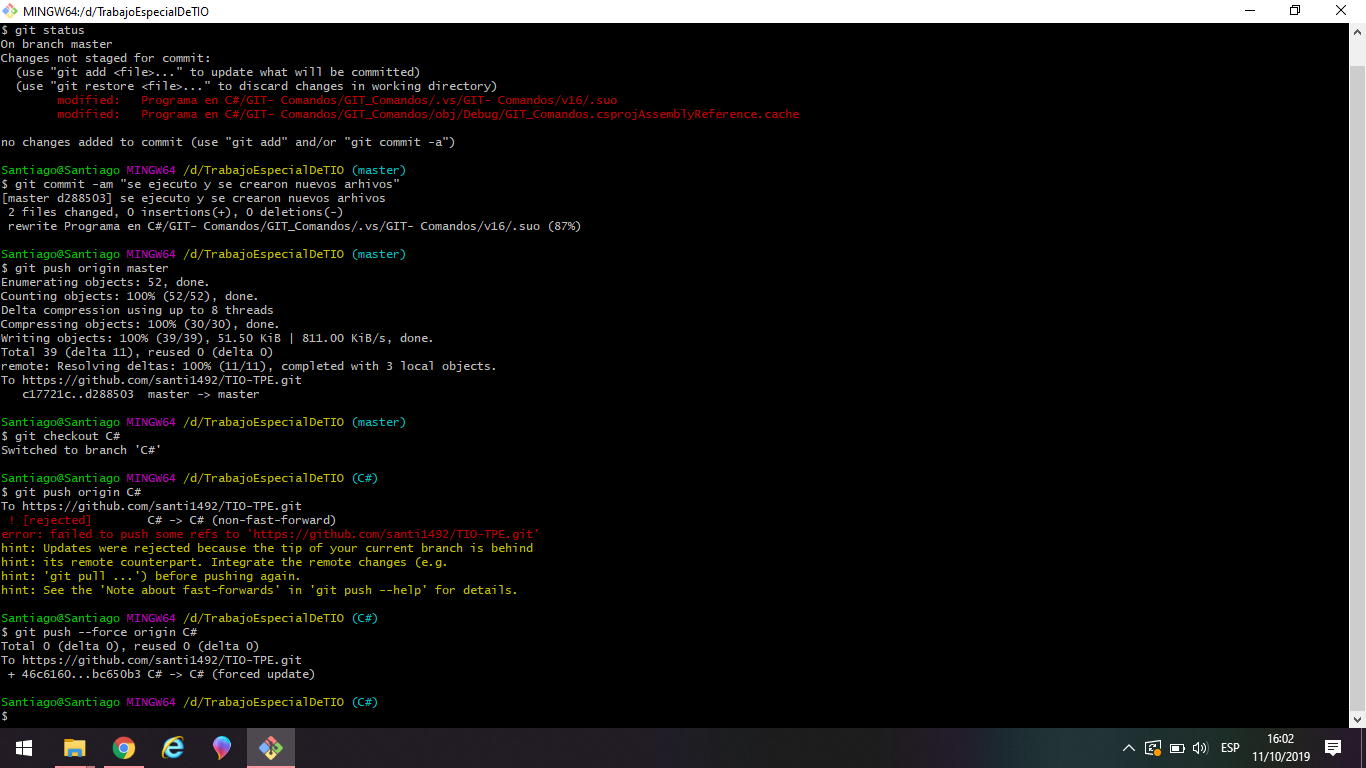 MINGW64:/d/TrabajoEspecialDeTIO
$ git status
On branch master
Changes not staged for commit:
  (use "git add <file>..." to update what will be committed)
  (use "git restore <file>..." to discard changes in working directory)
        modified:   Programa en C#/GIT- Comandos/GIT_Comandos/.vs/GIT- Comandos/v16/.suo
        modified:   Programa en C#/GIT- Comandos/GIT_Comandos/obj/Debug/GIT_Comandos.csprojAssemblyReference.cache

no changes added to commit (use "git add" and/or "git commit -a")

Santiago@Santiago MINGW64 /d/TrabajoEspecialDeTIO (master)
$ git commit -am "se ejecuto y se crearon nuevos arhivos"
[master d288503] se ejecuto y se crearon nuevos arhivos
 2 files changed, 0 insertions(+), 0 deletions(-)
 rewrite Programa en C#/GIT- Comandos/GIT_Comandos/.vs/GIT- Comandos/v16/.suo (87%)

Santiago@Santiago MINGW64 /d/TrabajoEspecialDeTIO (master)
$ git push origin master
Enumerating objects: 52, done.
Counting objects: 100% (52/52), done.
Delta compression using up to 8 threads
Compressing objects: 100% (30/30), done.
Writing objects: 100% (39/39), 51.50 KiB | 811.00 KiB/s, done.
Total 39 (delta 11), reused 0 (delta 0)
remote: Resolving deltas: 100% (11/11), completed with 3 local objects.
To https://github.com/santi1492/TIO-TPE.git
   c17721c..d288503  master -> master

Santiago@Santiago MINGW64 /d/TrabajoEspecialDeTIO (master)
$ git checkout C#
Switched to branch 'C#'

Santiago@Santiago MINGW64 /d/TrabajoEspecialDeTIO (C#)
$ git push origin C#
To https://github.com/santi1492/TIO-TPE.git
 ! [rejected]        C# -> C# (non-fast-forward)
error: failed to push some refs to 'https://github.com/santi1492/TIO-TPE.git'
hint: Updates were rejected because the tip of your current branch is behind
hint: its remote counterpart. Integrate the remote changes (e.g.
hint: 'git pull ...') before pushing again.
hint: See the 'Note about fast-forwards' in 'git push --help' for details.

Santiago@Santiago MINGW64 /d/TrabajoEspecialDeTIO (C#)
$ git push --force origin C#
Total 0 (delta 0), reused 0 (delta 0)
To https://github.com/santi1492/TIO-TPE.git
 + 46c6160...bc650b3 C# -> C# (forced update)

Santiago@Santiago MINGW64 /d/TrabajoEspecialDeTIO (C#)
$
ESP
16:02
11/10/2019